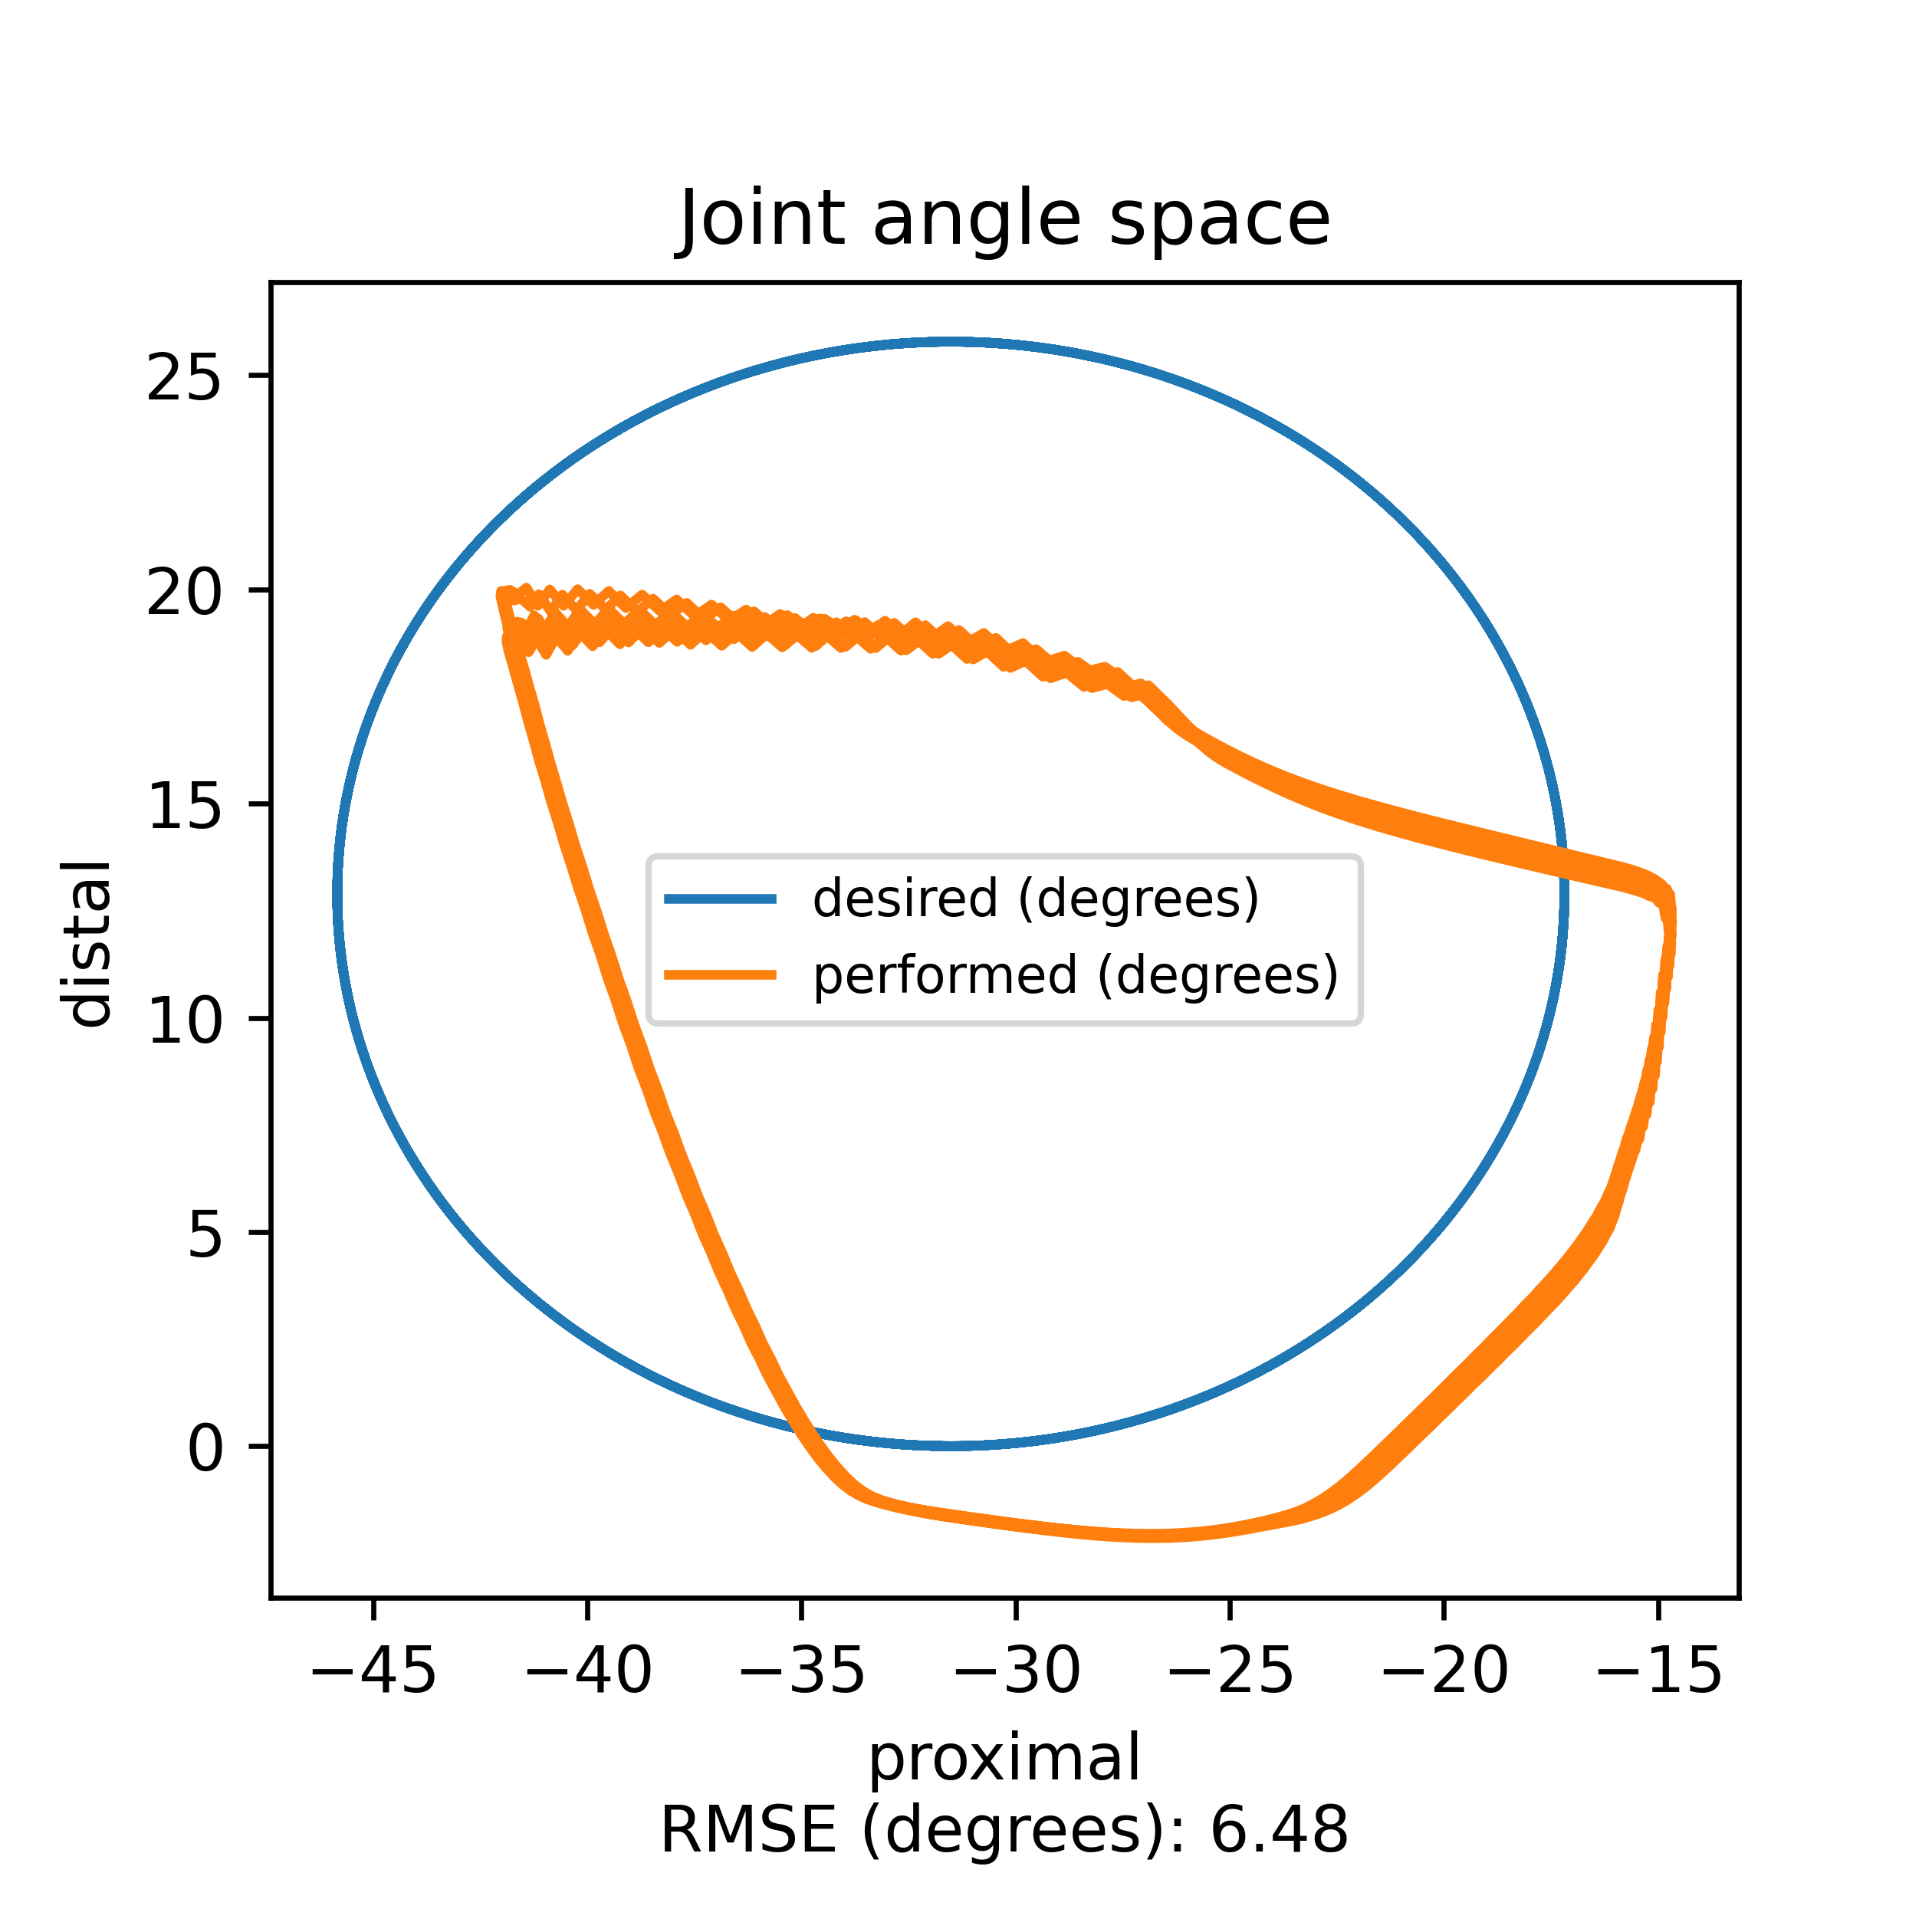 Joint angle space
distal
25
20
15
10
5
0
desired (degrees)
performed (degrees)
−45 −40 −35 −30 −25 −20 −15
proximal
RMSE (degrees): 6.48